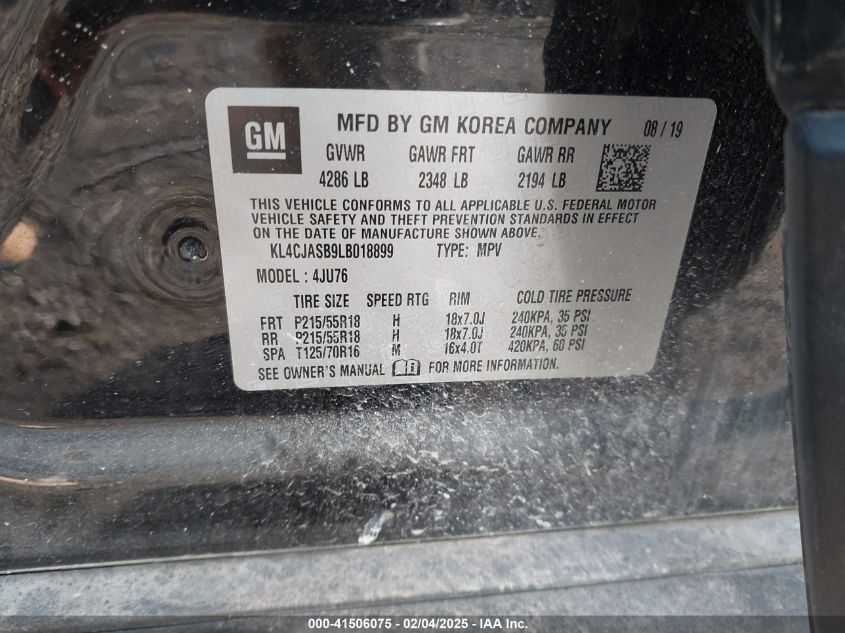 GM
MFD BY GM KOREA COMPANY 08 / 19
GVWR GAWR FRT GAWR RR
4286 LB 2348 LB 2194 LB
THIS VEHICLE CONFORMS TO ALL APPLICABLE U.S. FEDERAL MOTOR
VEHICLE SAFETY AND THEFT PREVENTION STANDARDS IN EFFECT
ON THE DATE OF MANUFACTURE SHOWN ABOVE.
KL4CJASB9LB018899 TYPE: MPV
MODEL : 4JU76
TIRE SIZE SPEED RTG RIM COLD TIRE PRESSURE
FRT P215/55R18 H 18x7.0J 240KPA, 35 PSI
RR P215/55R18 H 18x7.0J 240KPA, 35 PSI
SPA T125/70R16 M 16x4.0T 420KPA, 60 PSI
SEE OWNER'S MANUAL FOR MORE INFORMATION.
000-41506075 - 02/04/2025 - IAA Inc.